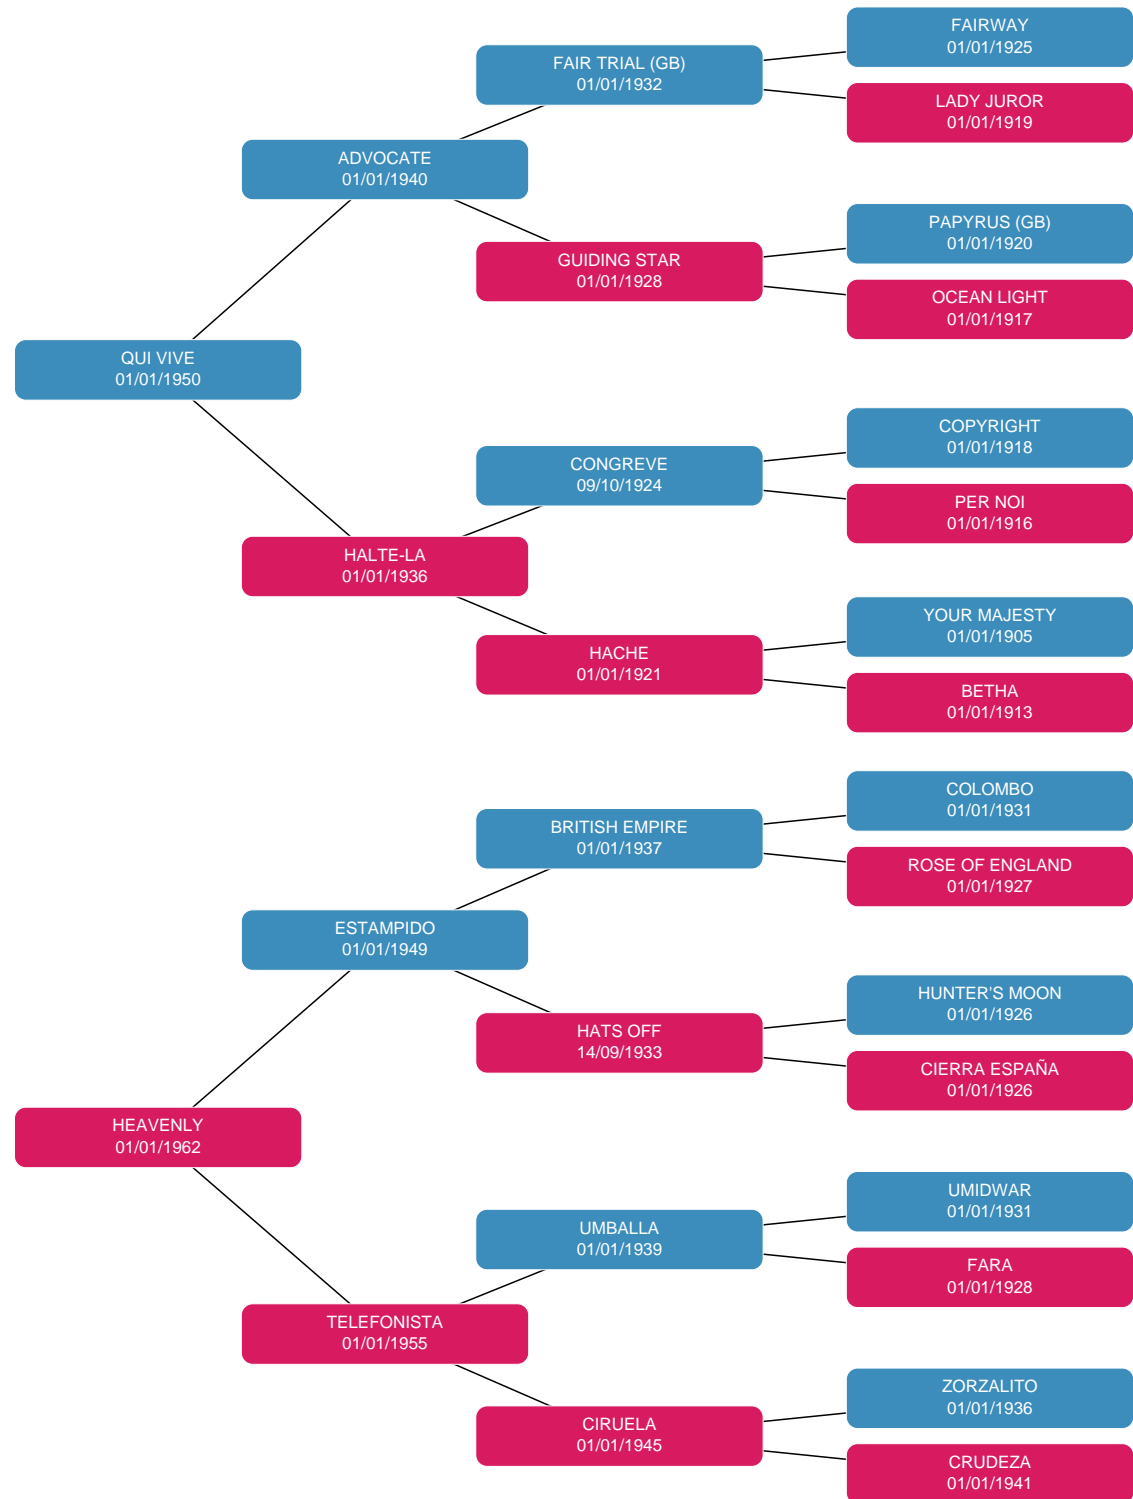 FAIRWAY
01/01/1925
FAIR TRIAL (GB)
01/01/1932
LADY JUROR
01/01/1919
ADVOCATE
01/01/1940
PAPYRUS (GB)
01/01/1920
GUIDING STAR
01/01/1928
OCEAN LIGHT
01/01/1917
QUI VIVE
01/01/1950
COPYRIGHT
01/01/1918
CONGREVE
09/10/1924
PER NOI
01/01/1916
HALTE-LA
01/01/1936
YOUR MAJESTY
01/01/1905
HACHE
01/01/1921
BETHA
01/01/1913
COLOMBO
01/01/1931
BRITISH EMPIRE
01/01/1937
ROSE OF ENGLAND
01/01/1927
ESTAMPIDO
01/01/1949
HUNTER'S MOON
01/01/1926
HATS OFF
14/09/1933
CIERRA ESPAÑA
01/01/1926
HEAVENLY
01/01/1962
UMIDWAR
01/01/1931
UMBALLA
01/01/1939
FARA
01/01/1928
TELEFONISTA
01/01/1955
ZORZALITO
01/01/1936
CIRUELA
01/01/1945
CRUDEZA
01/01/1941